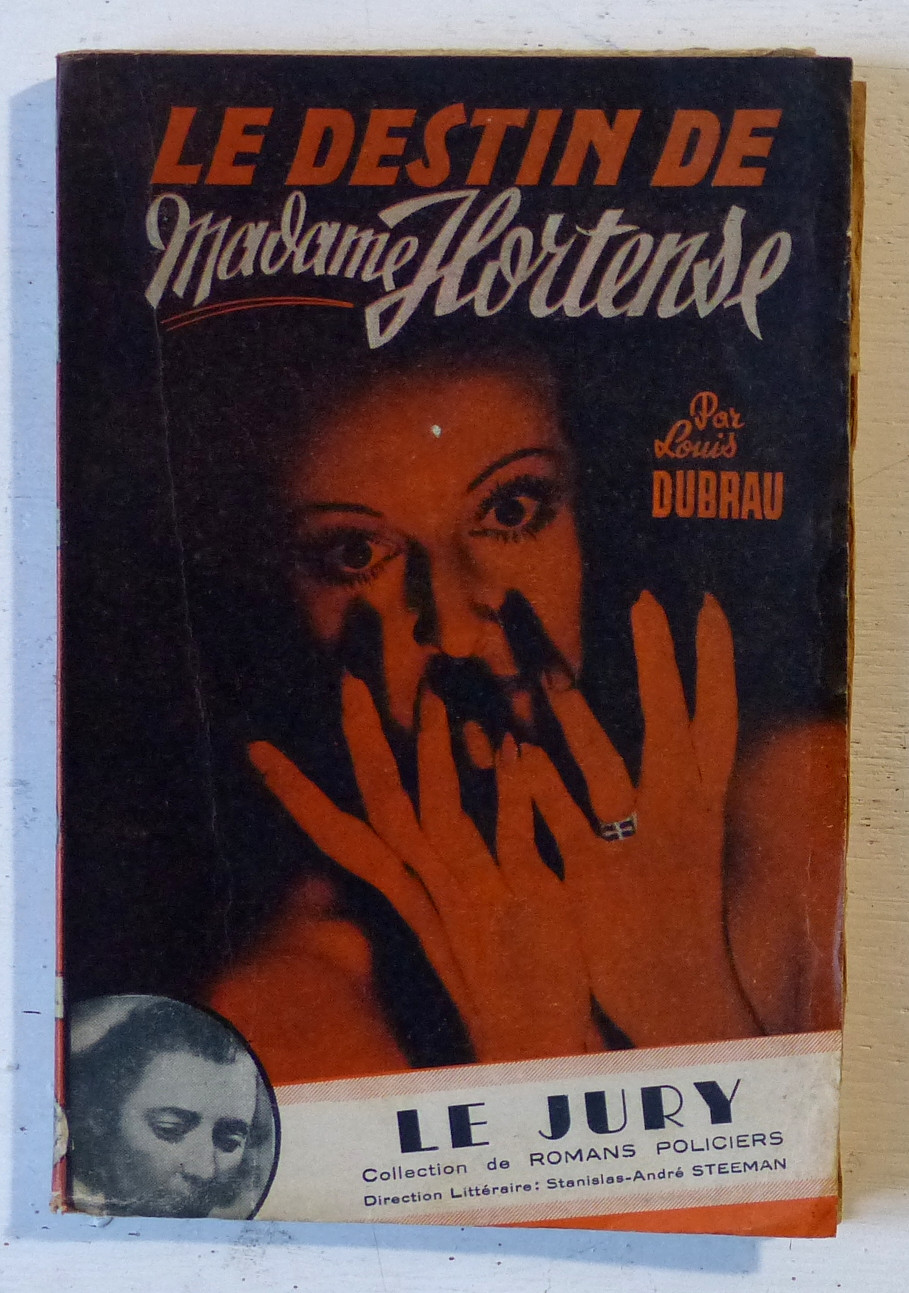 LE DESTIN DE
Madame Hortense
Par
Louis
DUBRAU
LE JURY
Collection de ROMANS POLICIERS
Direction Littéraire: Stanislas-André STEEMAN